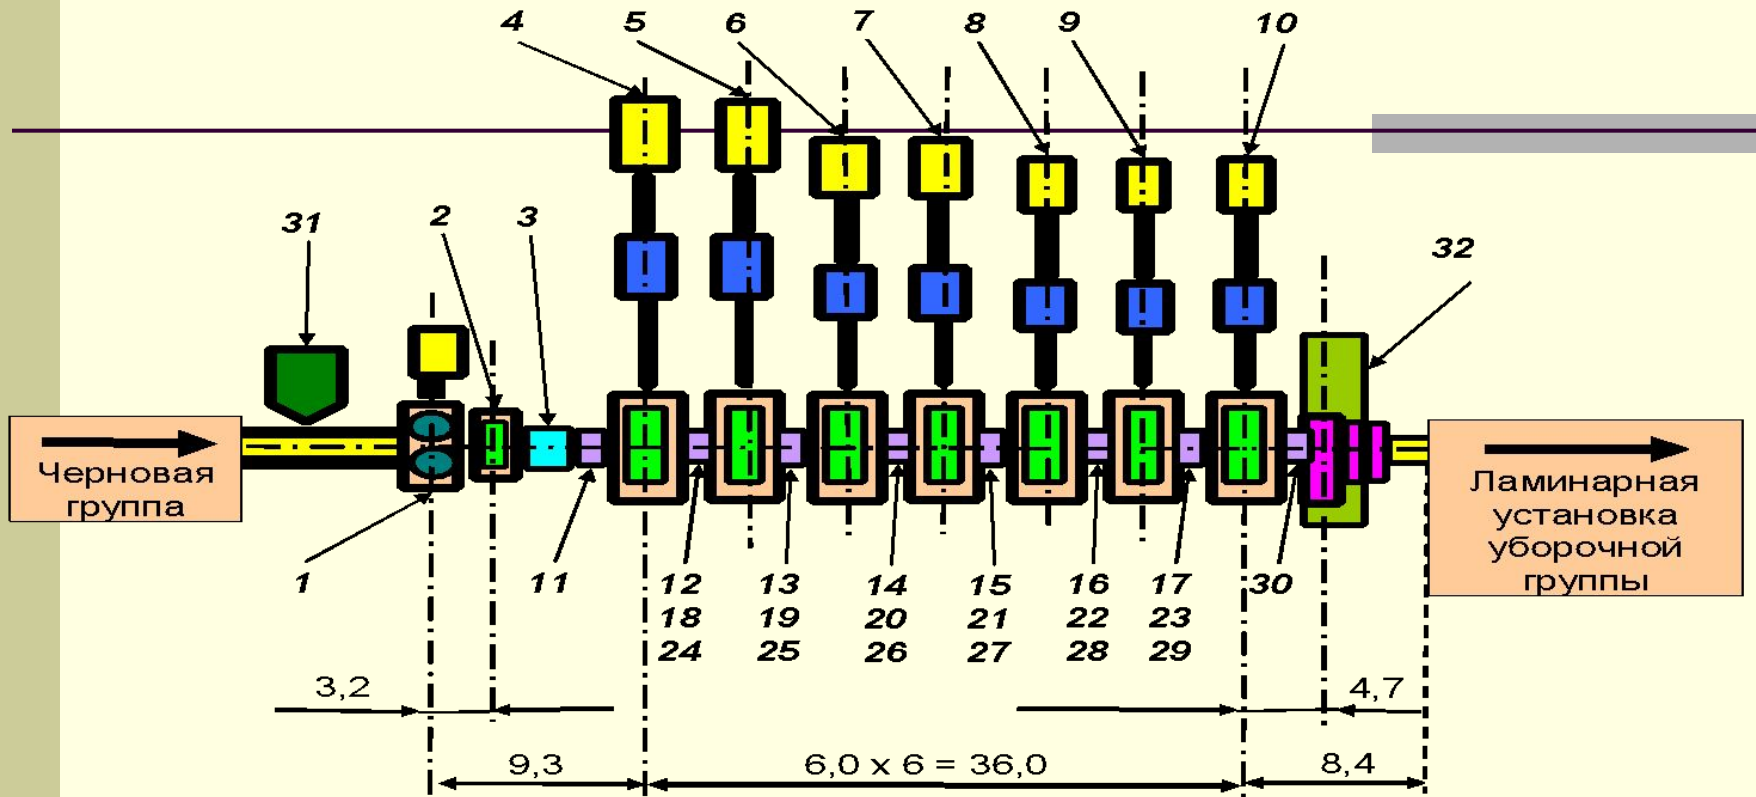 4 5 6 7 8 9 10
31 2 3 32
Черновая
группа
Ламинарная
установка
уборочной
группы
1 11 12 13 14 15 16 17 30
18 19 20 21 22 23
24 25 26 27 28 29
3,2 4,7
9,3 6,0 x 6 = 36,0 8,4